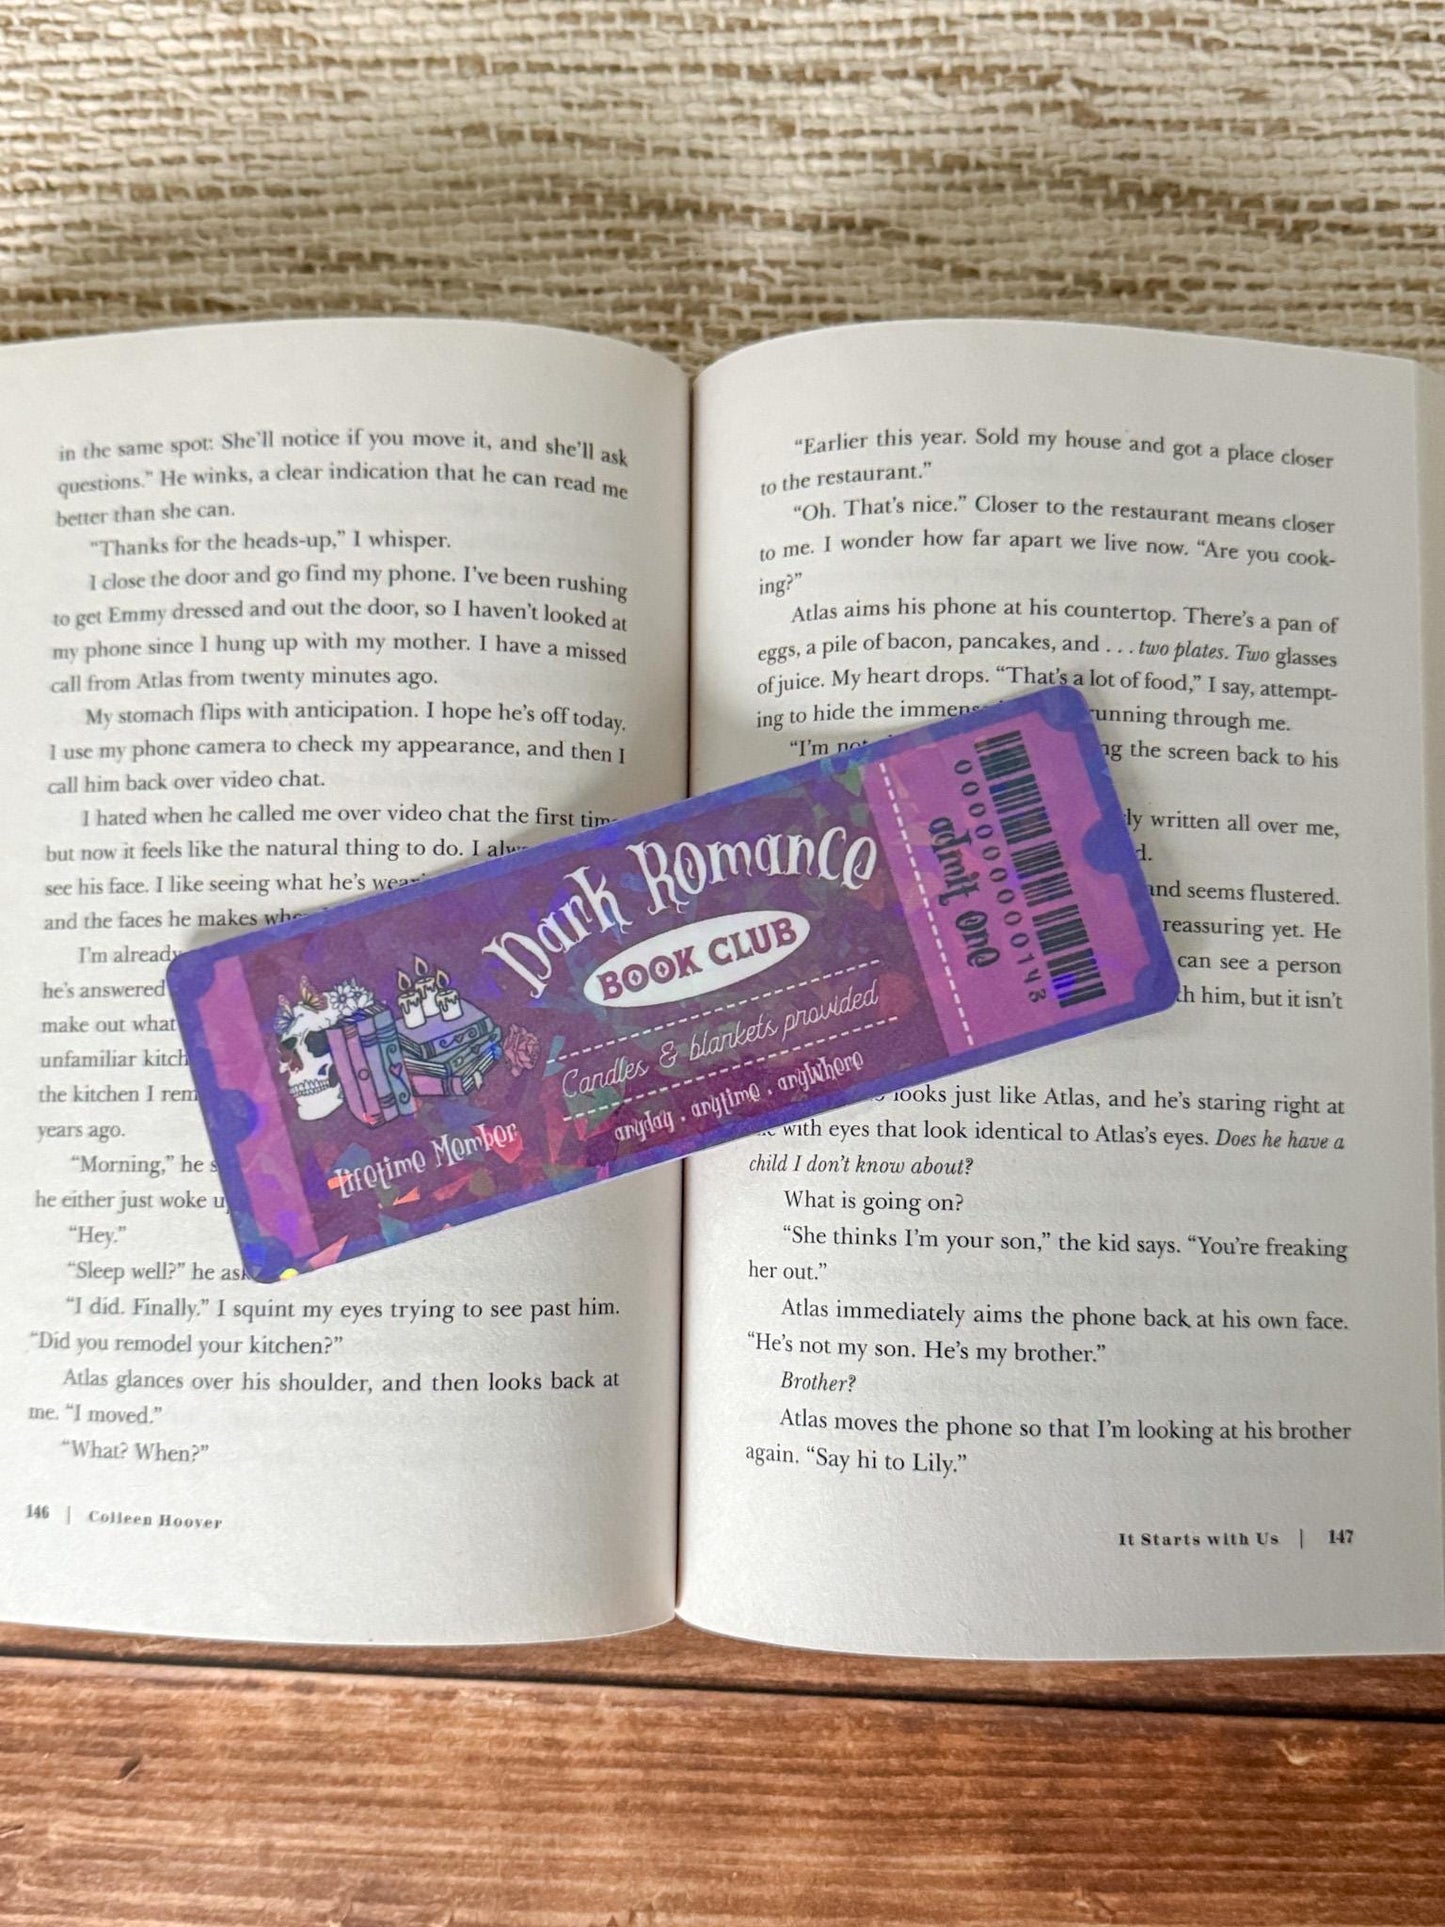 in the same spot: She'll notice if you move it, and she'll ask
questions." He winks, a clear indication that he can read me
better than she can.
"Thanks for the heads-up," I whisper.
I close the door and go find my phone. I've been rushing
to get Emmy dressed and out the door, so I haven't looked at
my phone since I hung up with my mother. I have a missed
call from Atlas from twenty minutes ago.
My stomach flips with anticipation. I hope he's off today.
I use my phone camera to check my appearance, and then I
call him back over video chat.
I hated when he called me over video chat the first
but now it feels like the natural thing to do. I
see his face. I like seeing what he's
and the faces he makes
I'm already
he's answered
make out what
unfamiliar
the kitchen I
years ago.
"Morning," he
he either just woke
"Hey."
"Sleep well?" he
"I did. Finally." I squint my eyes trying to see past him.
"Did you remodel your kitchen?"
Atlas glances over his shoulder, and then looks back at
me. "I moved."
"What? When?"
146 | Colleen Hoover
Dark Romance
BOOK CLUB
Candles & blankets provided
anyday . anytime . anywhere
Lifetime Member
admit one
0000000000143
"Earlier this year. Sold my house and got a place closer
to the restaurant."
"Oh. That's nice." Closer to the restaurant means closer
to me. I wonder how far apart we live now. "Are you cook-
ing?"
Atlas aims his phone at his countertop. There's a pan of
eggs, a pile of bacon, pancakes, and . . . two plates. Two glasses
of juice. My heart drops. "That's a lot of food," I say, attempt-
ing to hide the running through me.
"I'm the screen back to his
written all over me,
and seems flustered.
reassuring yet. He
can see a person
him, but it isn't
looks just like Atlas, and he's staring right at
with eyes that look identical to Atlas's eyes. Does he have a
child I don't know about?
What is going on?
"She thinks I'm your son," the kid says. "You're freaking
her out."
Atlas immediately aims the phone back at his own face.
"He's not my son. He's my brother."
Brother?
Atlas moves the phone so that I'm looking at his brother
again. "Say hi to Lily."
It Starts with Us | 147